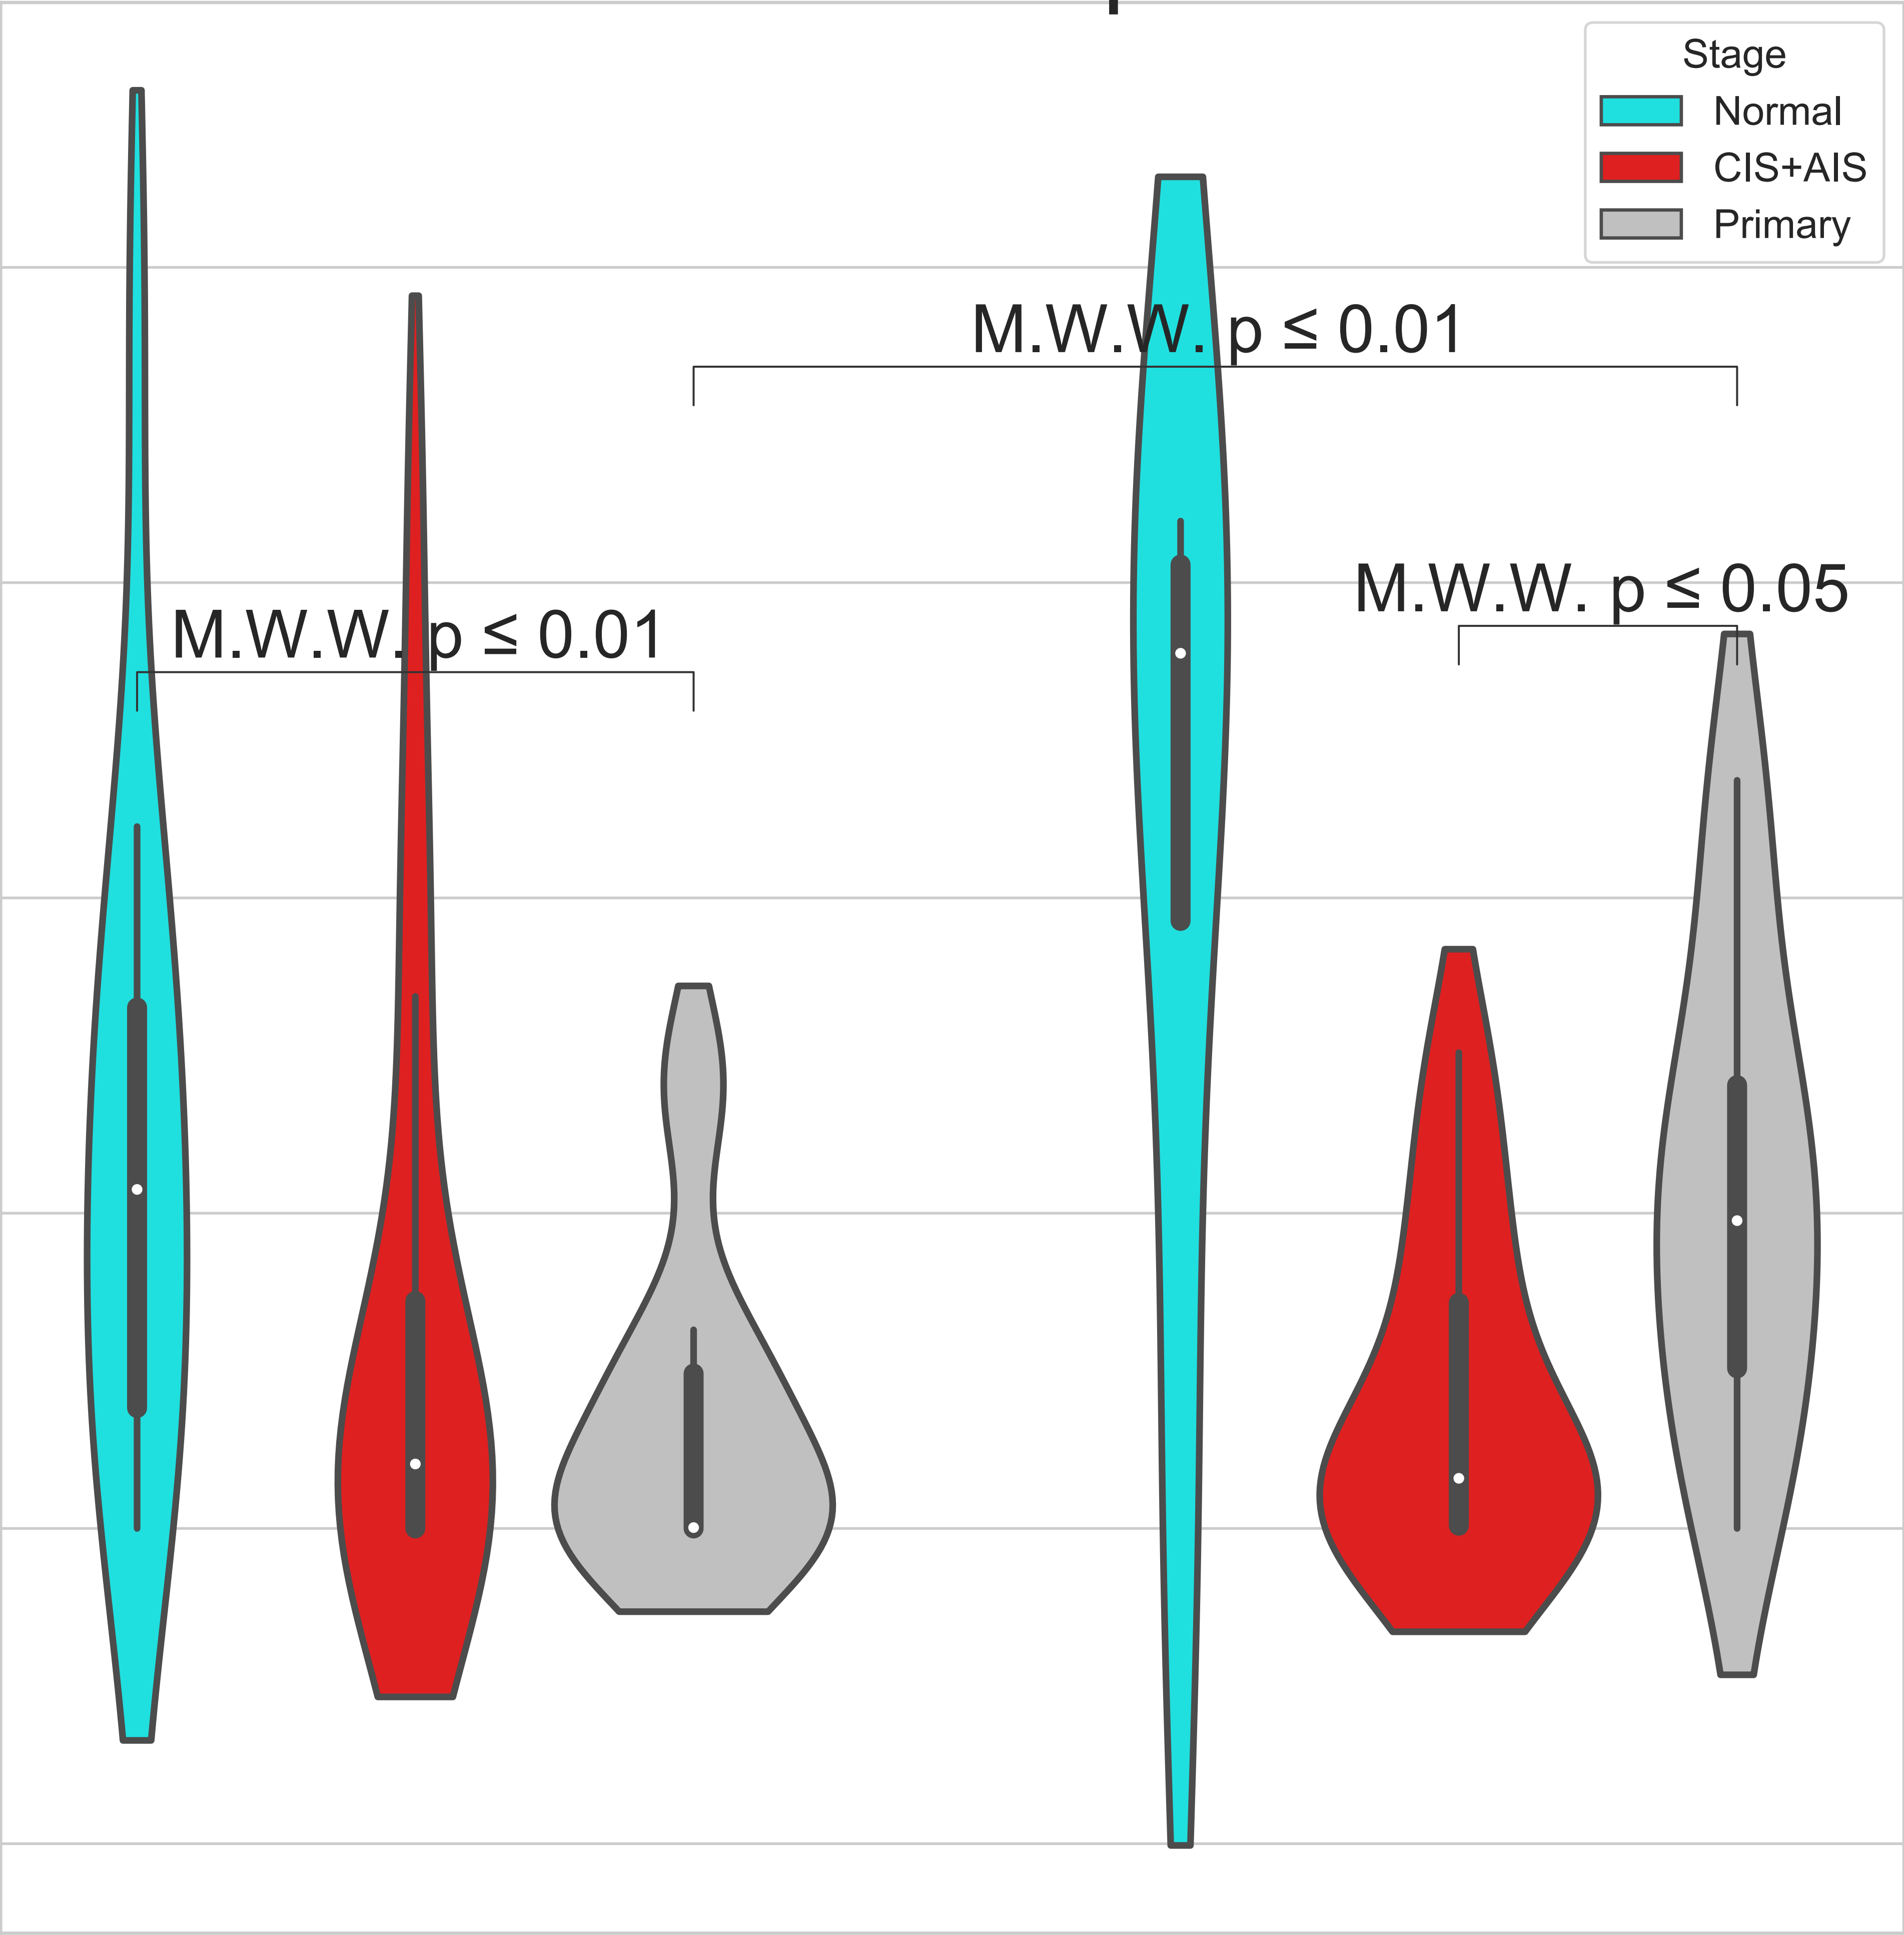 Stage
Normal
CIS+AIS
Primary
M.W.W. p ≤ 0.01
M.W.W. p ≤ 0.05
M.W.W. p ≤ 0.01